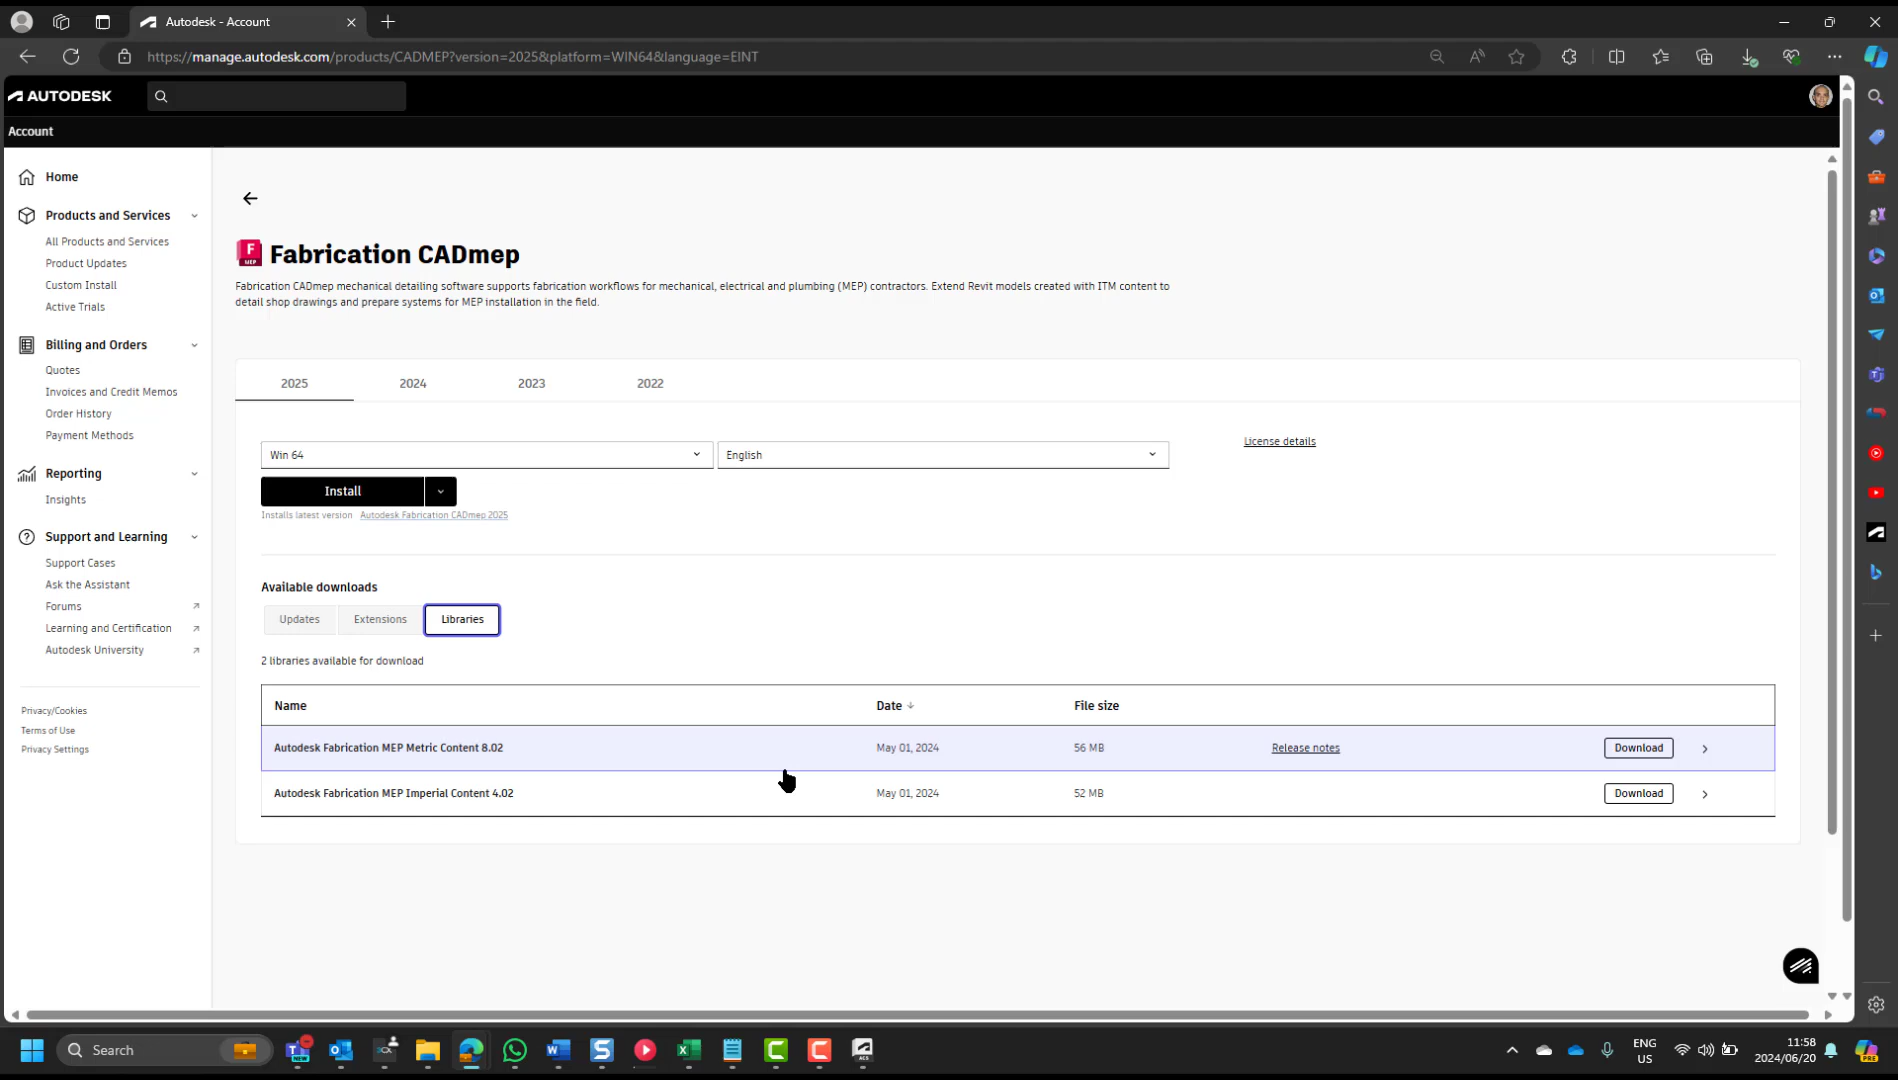 Autodesk - Account
https://manage.autodesk.com/products/CADMEP?version=2025&platform=WIN64&language=EINT
AUTODESK
Account
Home
Products and Services
All Products and Services
Product Updates
Custom Install
Active Trials
Billing and Orders
Quotes
Invoices and Credit Memos
Order History
Payment Methods
Reporting
Insights
Support and Learning
Support Cases
Ask the Assistant
Forums
Learning and Certification
Autodesk University
Privacy/Cookies
Terms of Use
Privacy Settings
F
MEP
Fabrication CADmep
Fabrication CADmep mechanical detailing software supports fabrication workflows for mechanical, electrical and plumbing (MEP) contractors. Extend Revit models created with ITM content to
detail shop drawings and prepare systems for MEP installation in the field.
2025 2024 2023 2022
Win 64 English License details
Install
Installs latest version Autodesk Fabrication CADmep 2025
Available downloads
Updates Extensions Libraries
2 libraries available for download
Name Date File size
Autodesk Fabrication MEP Metric Content 8.02 May 01, 2024 56 MB Release notes Download
Autodesk Fabrication MEP Imperial Content 4.02 May 01, 2024 52 MB Download
Search
ENG
US
11:58
2024/06/20